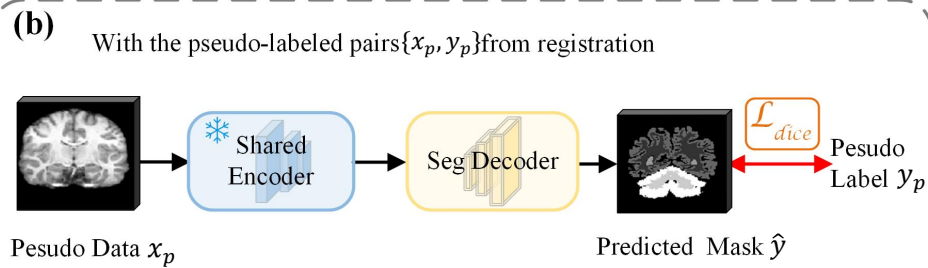 (b)
With the pseudo-labeled pairs{x_p, y_p}from registration
Shared
Encoder
Seg Decoder
ℒ_dice
Pesudo
Label y_p
Pesudo Data x_p
Predicted Mask ŷ